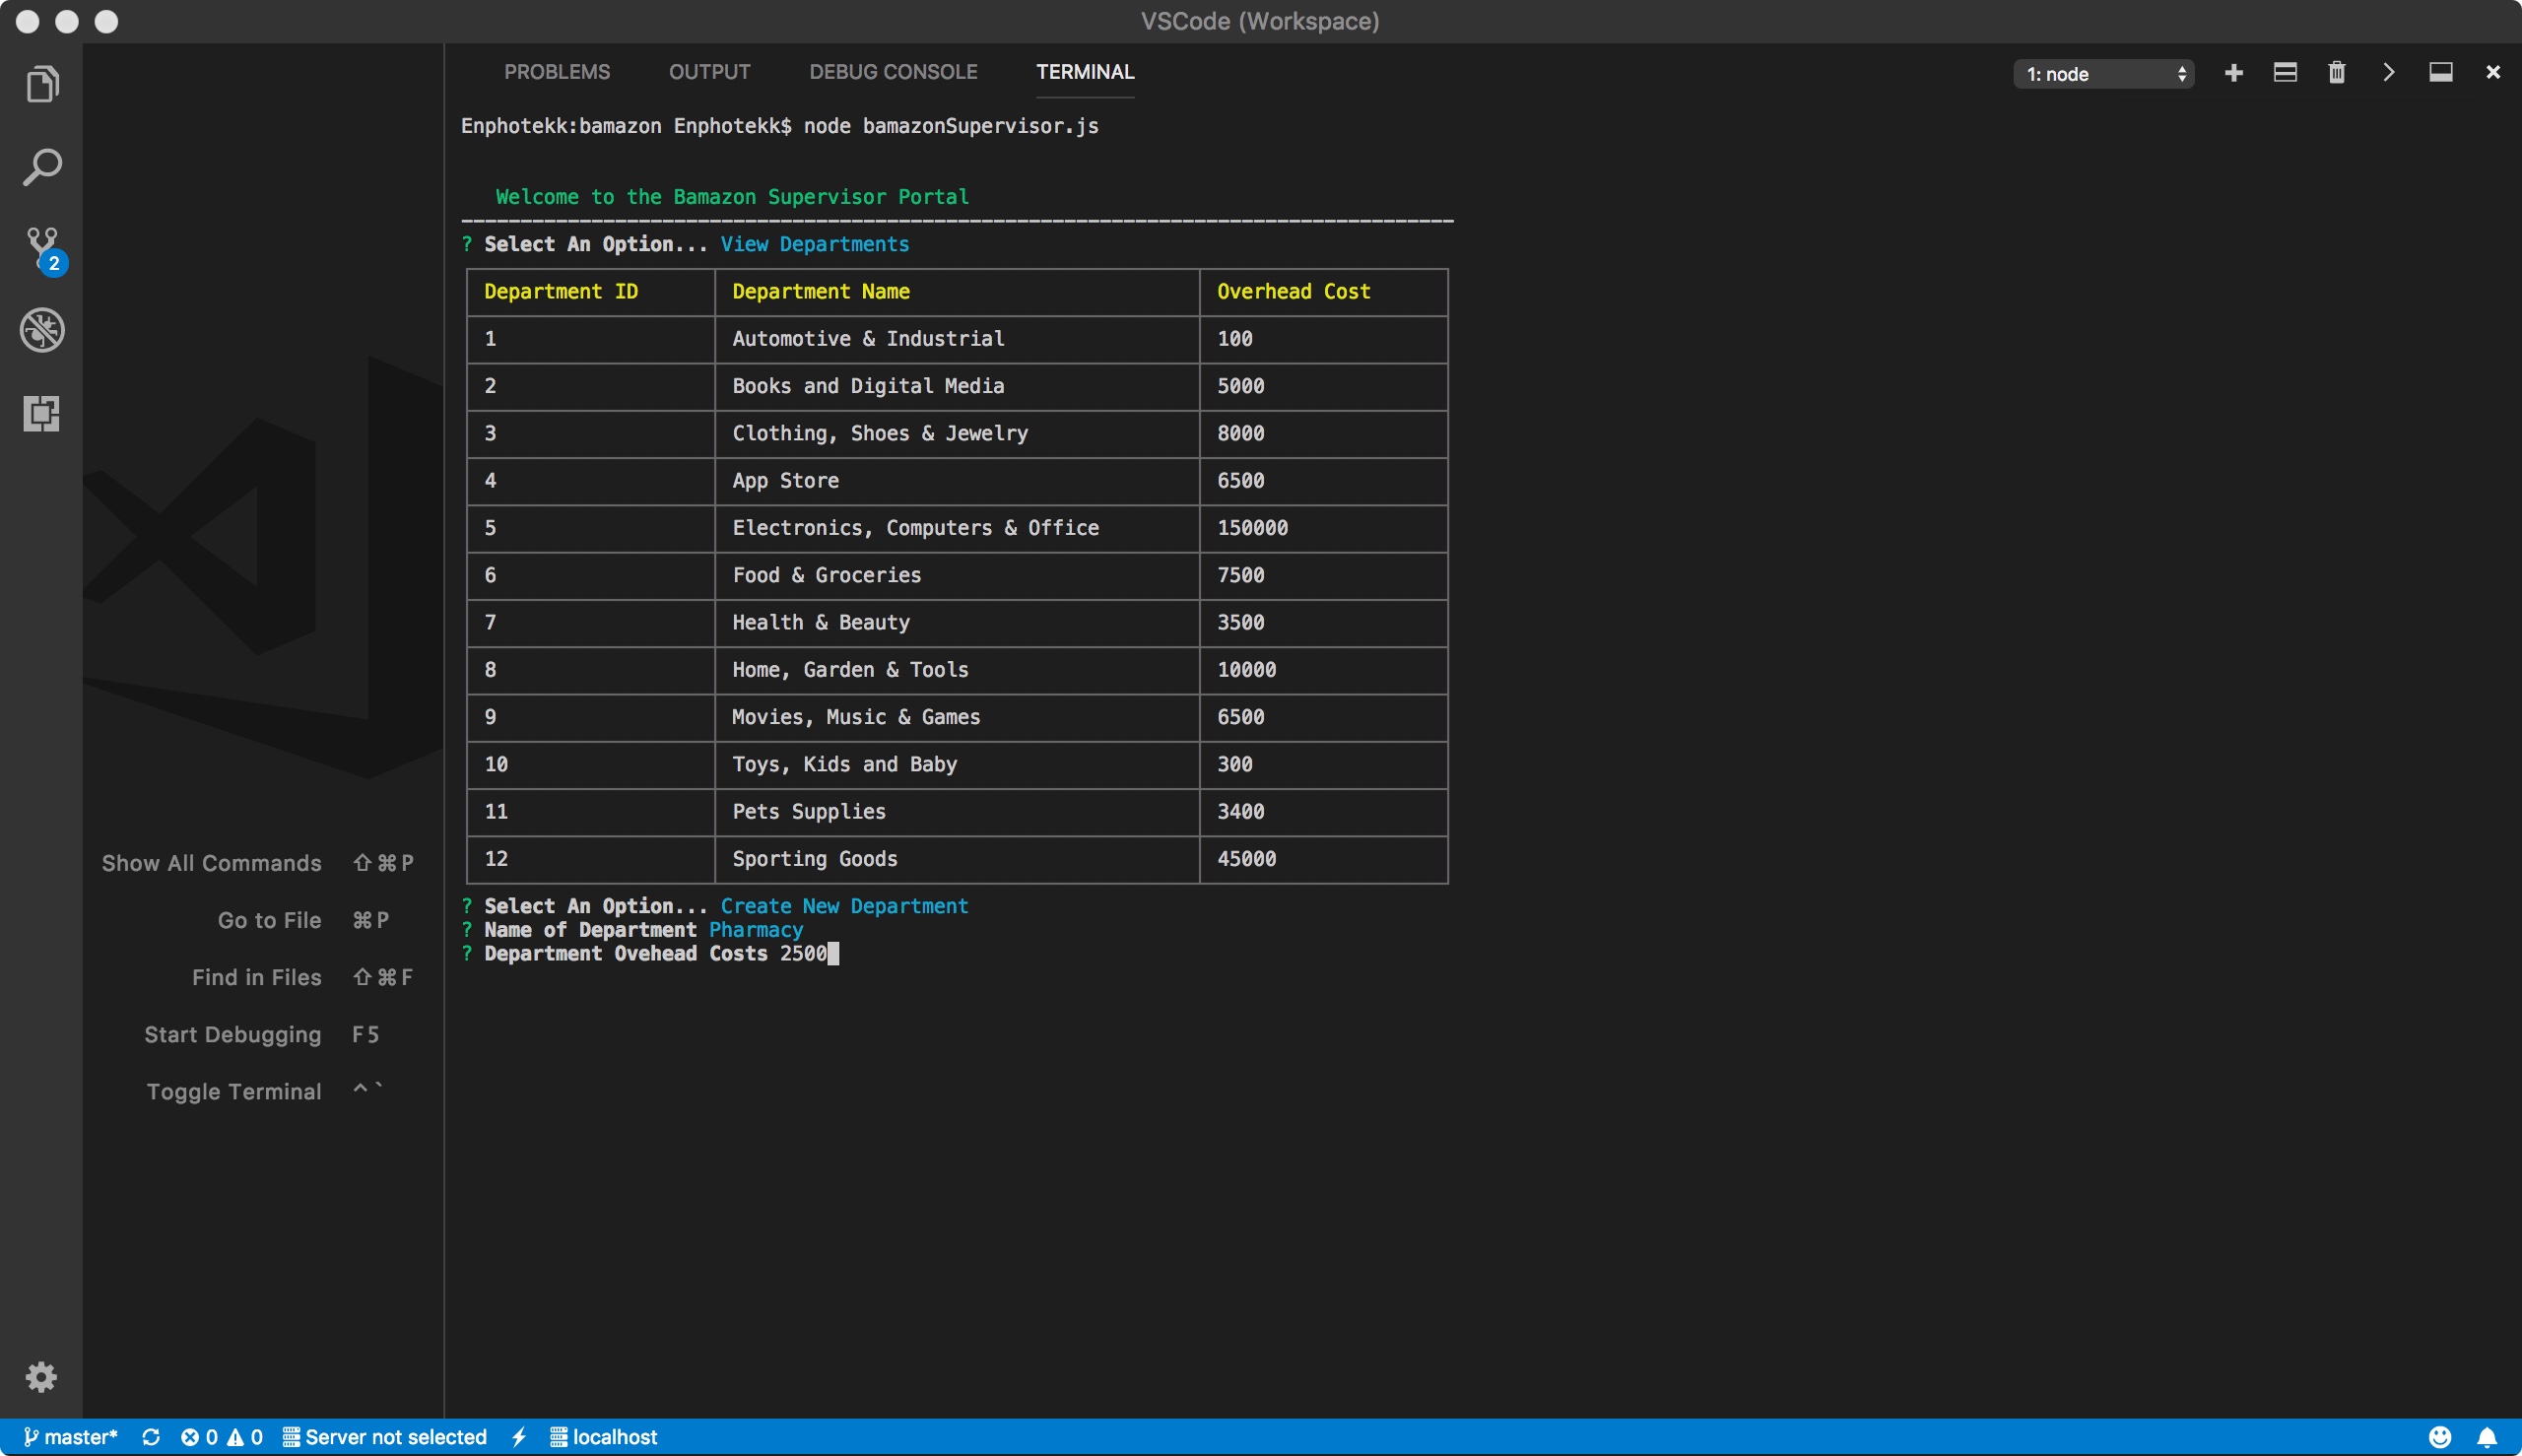 VSCode (Workspace)
PROBLEMS OUTPUT DEBUG CONSOLE TERMINAL 1: node
Enphotekk:bamazon Enphotekk$ node bamazonSupervisor.js
Welcome to the Bamazon Supervisor Portal
? Select An Option... View Departments
Department ID Department Name Overhead Cost
1 Automotive & Industrial 100
2 Books and Digital Media 5000
3 Clothing, Shoes & Jewelry 8000
4 App Store 6500
5 Electronics, Computers & Office 150000
6 Food & Groceries 7500
7 Health & Beauty 3500
8 Home, Garden & Tools 10000
9 Movies, Music & Games 6500
10 Toys, Kids and Baby 300
11 Pets Supplies 3400
12 Sporting Goods 45000
? Select An Option... Create New Department
? Name of Department Pharmacy
? Department Ovehead Costs 2500
2
Show All Commands ⇧⌘P
Go to File ⌘P
Find in Files ⇧⌘F
Start Debugging F5
Toggle Terminal ^`
master* 0 0 Server not selected localhost